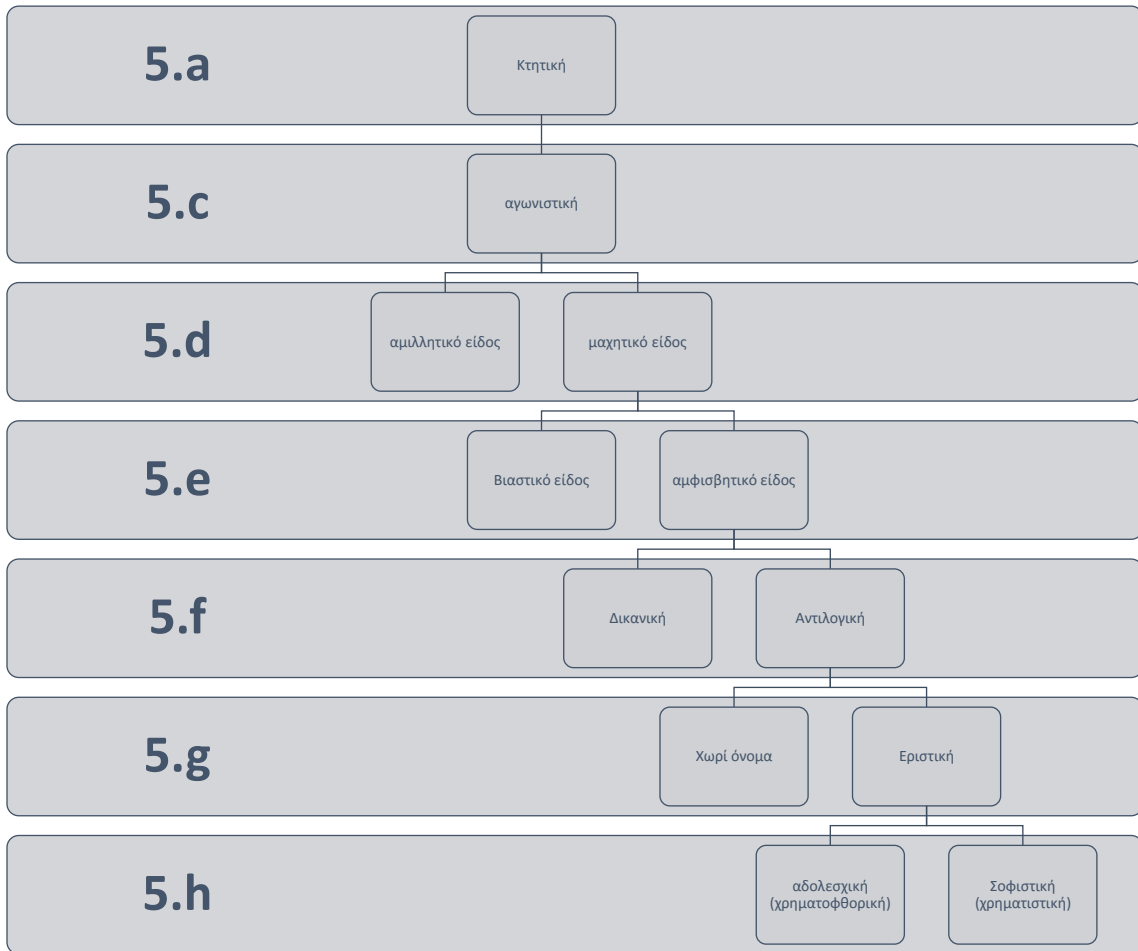 5.a
Κτητική
5.c
αγωνιστική
5.d
αμιλλητικό είδος
μαχητικό είδος
5.e
Βιαστικό είδος
αμφισβητικό είδος
5.f
Δικανική
Αντιλογική
5.g
Χωρί όνομα
Εριστική
5.h
αδολεσχική
(χρηματοφθορική)
Σοφιστική
(χρηματιστική)